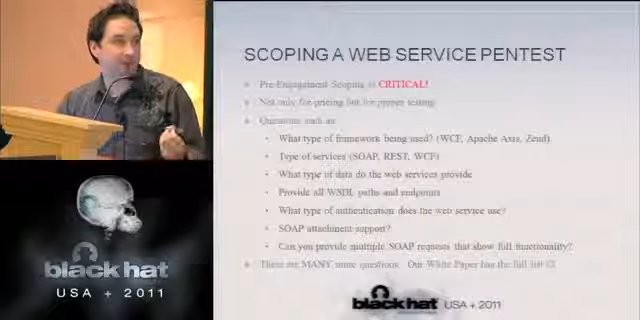 SCOPING A WEB SERVICE PENTEST
Pre-Engagement Scoping is CRITICAL!
Not only for pricing but for proper testing
Questions such as:
What type of framework being used? (WCF, Apache Axis, Zend)
Type of services (SOAP, REST, WCF)
What type of data do the web services provide
Provide all WSDL paths and endpoints
What type of authentication does the web service use?
SOAP attachment support?
Can you provide multiple SOAP requests that show full functionality?
There are MANY more questions. Our White Paper has the full list
black hat
USA + 2011
black hat USA + 2011